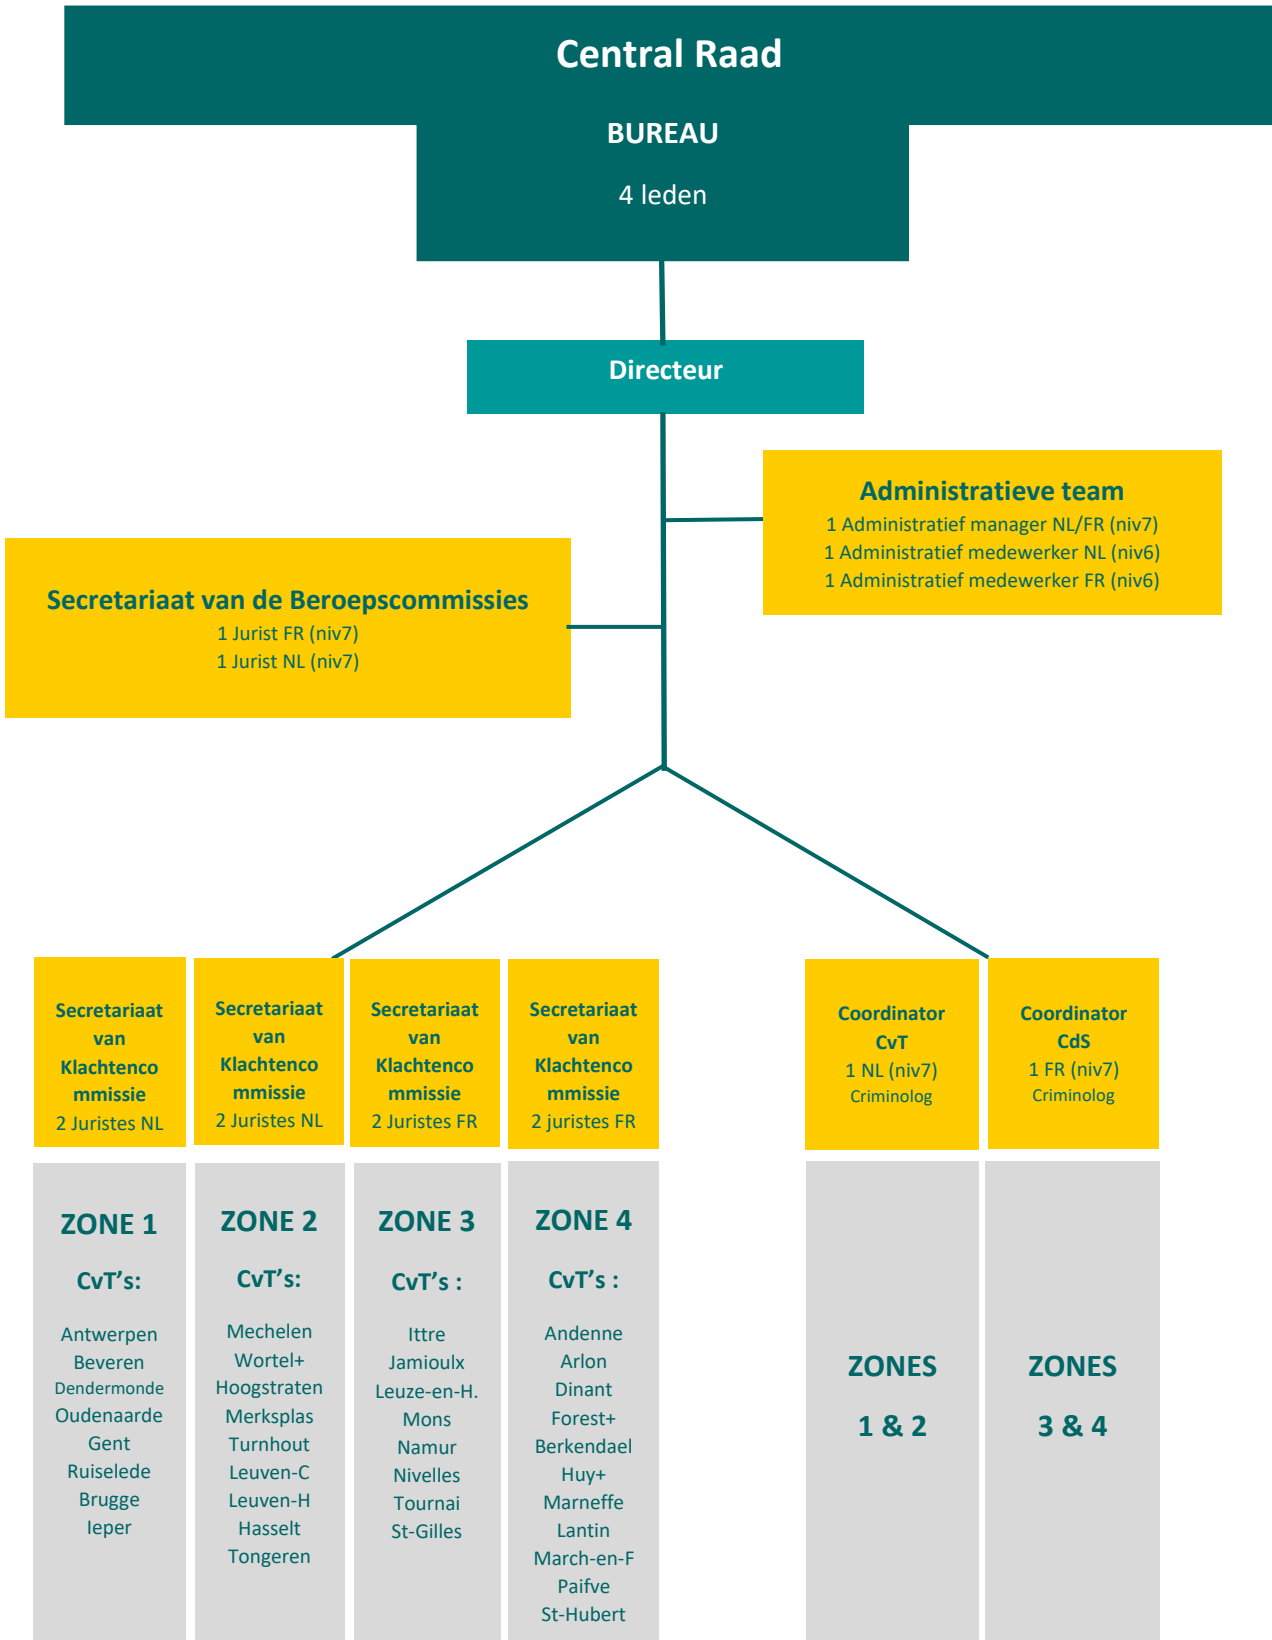 Central Raad
BUREAU
4 leden
Directeur
Administratieve team
1 Administratief manager NL/FR (niv7)
1 Administratief medewerker NL (niv6)
1 Administratief medewerker FR (niv6)
Secretariaat van de Beroepscommissies
1 Jurist FR (niv7)
1 Jurist NL (niv7)
Secretariaat
van
Klachtenco
mmissie
2 Juristes NL
Secretariaat
van
Klachtenco
mmissie
2 Juristes NL
Secretariaat
van
Klachtenco
mmissie
2 Juristes FR
Secretariaat
van
Klachtenco
mmissie
2 juristes FR
Coordinator
CvT
1 NL (niv7)
Criminolog
Coordinator
CdS
1 FR (niv7)
Criminolog
ZONE 1
CvT's:
Antwerpen
Beveren
Dendermonde
Oudenaarde
Gent
Ruiselede
Brugge
Ieper
ZONE 2
CvT's:
Mechelen
Wortel+
Hoogstraten
Merksplas
Turnhout
Leuven-C
Leuven-H
Hasselt
Tongeren
ZONE 3
CvT's :
Ittre
Jamioulx
Leuze-en-H.
Mons
Namur
Nivelles
Tournai
St-Gilles
ZONE 4
CvT's :
Andenne
Arlon
Dinant
Forest+
Berkendael
Huy+
Marneffe
Lantin
March-en-F
Paifve
St-Hubert
ZONES
1 & 2
ZONES
3 & 4